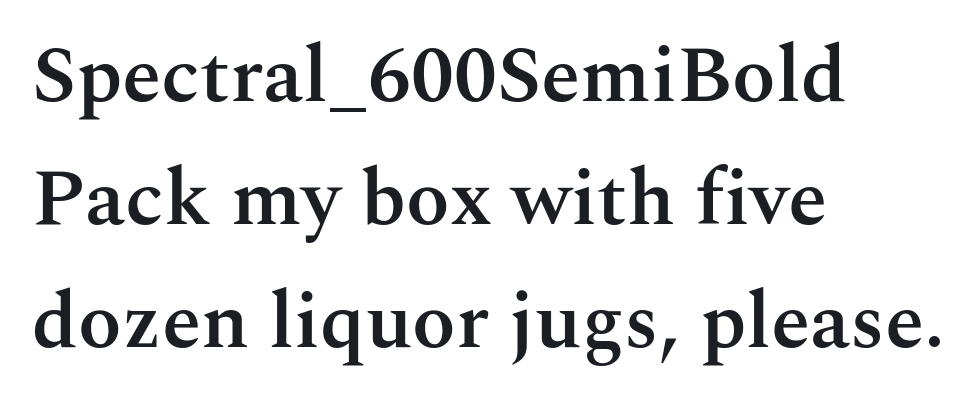 Spectral_600SemiBold
Pack my box with five
dozen liquor jugs, please.